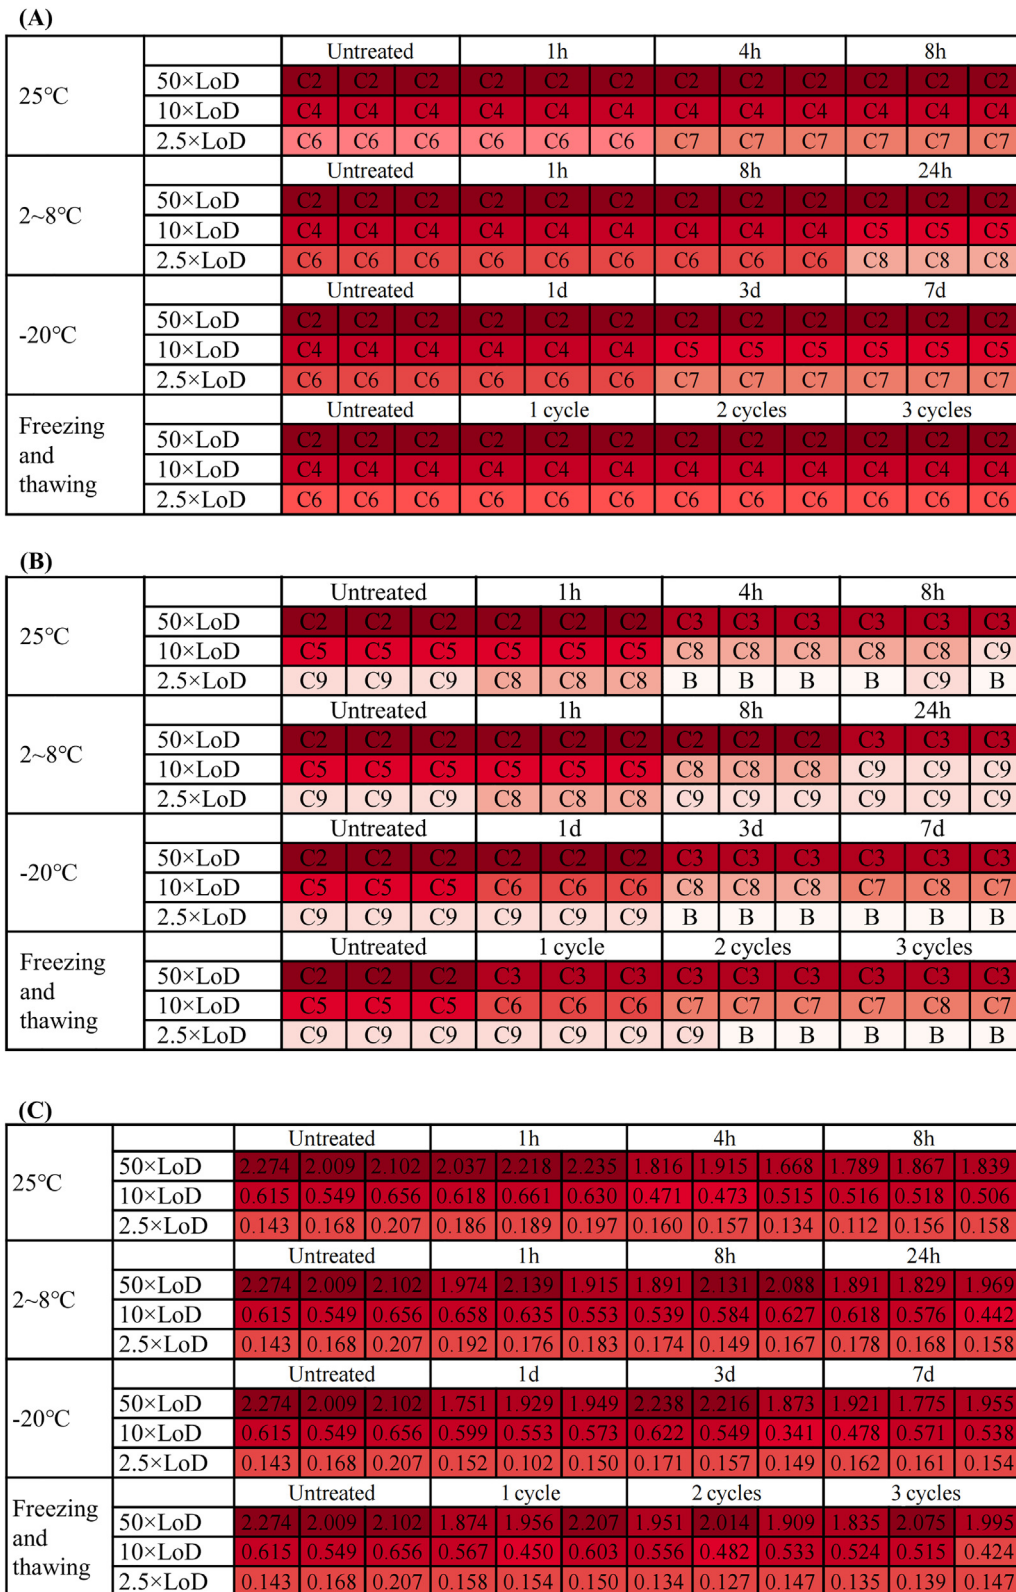 (A)
25℃ Untreated 1h 4h 8h
50×LoD C2 C2 C2 C2 C2 C2 C2 C2 C2 C2 C2 C2
10×LoD C4 C4 C4 C4 C4 C4 C4 C4 C4 C4 C4 C4
2.5×LoD C6 C6 C6 C6 C6 C6 C7 C7 C7 C7 C7 C7
2~8℃ Untreated 1h 8h 24h
50×LoD C2 C2 C2 C2 C2 C2 C2 C2 C2 C2 C2 C2
10×LoD C4 C4 C4 C4 C4 C4 C4 C4 C4 C5 C5 C5
2.5×LoD C6 C6 C6 C6 C6 C6 C6 C6 C6 C8 C8 C8
-20℃ Untreated 1d 3d 7d
50×LoD C2 C2 C2 C2 C2 C2 C2 C2 C2 C2 C2 C2
10×LoD C4 C4 C4 C4 C4 C4 C5 C5 C5 C5 C5 C5
2.5×LoD C6 C6 C6 C6 C6 C6 C7 C7 C7 C7 C7 C7
Freezing and thawing Untreated 1 cycle 2 cycles 3 cycles
50×LoD C2 C2 C2 C2 C2 C2 C2 C2 C2 C2 C2 C2
10×LoD C4 C4 C4 C4 C4 C4 C4 C4 C4 C4 C4 C4
2.5×LoD C6 C6 C6 C6 C6 C6 C6 C6 C6 C6 C6 C6
(B)
25℃ Untreated 1h 4h 8h
50×LoD C2 C2 C2 C2 C2 C2 C3 C3 C3 C3 C3 C3
10×LoD C5 C5 C5 C5 C5 C5 C8 C8 C8 C8 C8 C9
2.5×LoD C9 C9 C9 C8 C8 C8 B B B B C9 B
2~8℃ Untreated 1h 8h 24h
50×LoD C2 C2 C2 C2 C2 C2 C2 C2 C2 C3 C3 C3
10×LoD C5 C5 C5 C5 C5 C5 C8 C8 C8 C9 C9 C9
2.5×LoD C9 C9 C9 C8 C8 C8 C9 C9 C9 C9 C9 C9
-20℃ Untreated 1d 3d 7d
50×LoD C2 C2 C2 C2 C2 C2 C3 C3 C3 C3 C3 C3
10×LoD C5 C5 C5 C6 C6 C6 C8 C8 C8 C7 C8 C7
2.5×LoD C9 C9 C9 C9 C9 C9 B B B B B B
Freezing and thawing Untreated 1 cycle 2 cycles 3 cycles
50×LoD C2 C2 C2 C3 C3 C3 C3 C3 C3 C3 C3 C3
10×LoD C5 C5 C5 C6 C6 C6 C7 C7 C7 C7 C8 C7
2.5×LoD C9 C9 C9 C9 C9 C9 C9 B B B B B
(C)
25℃ Untreated 1h 4h 8h
50×LoD 2.274 2.009 2.102 2.037 2.218 2.235 1.816 1.915 1.668 1.789 1.867 1.839
10×LoD 0.615 0.549 0.656 0.618 0.661 0.630 0.471 0.473 0.515 0.516 0.518 0.506
2.5×LoD 0.143 0.168 0.207 0.186 0.189 0.197 0.160 0.157 0.134 0.112 0.156 0.158
2~8℃ Untreated 1h 8h 24h
50×LoD 2.274 2.009 2.102 1.974 2.139 1.915 1.891 2.131 2.088 1.891 1.829 1.969
10×LoD 0.615 0.549 0.656 0.658 0.635 0.553 0.539 0.584 0.627 0.618 0.576 0.442
2.5×LoD 0.143 0.168 0.207 0.192 0.176 0.183 0.174 0.149 0.167 0.178 0.168 0.158
-20℃ Untreated 1d 3d 7d
50×LoD 2.274 2.009 2.102 1.751 1.929 1.949 2.238 2.216 1.873 1.921 1.775 1.955
10×LoD 0.615 0.549 0.656 0.599 0.553 0.573 0.622 0.549 0.341 0.478 0.571 0.538
2.5×LoD 0.143 0.168 0.207 0.152 0.102 0.150 0.171 0.157 0.149 0.162 0.161 0.154
Freezing and thawing Untreated 1 cycle 2 cycles 3 cycles
50×LoD 2.274 2.009 2.102 1.874 1.956 2.207 1.951 2.014 1.909 1.835 2.075 1.995
10×LoD 0.615 0.549 0.656 0.567 0.450 0.603 0.556 0.482 0.533 0.524 0.515 0.424
2.5×LoD 0.143 0.168 0.207 0.158 0.154 0.150 0.134 0.127 0.147 0.135 0.139 0.147